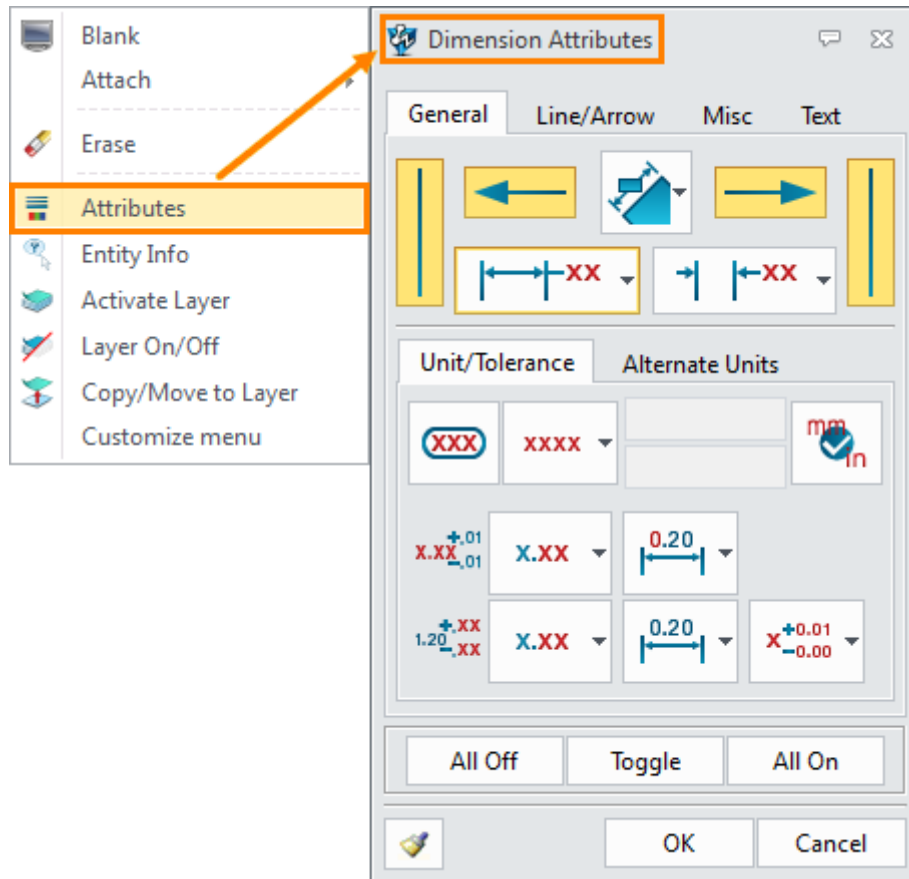 Blank
Attach
Erase
Attributes
Entity Info
Activate Layer
Layer On/Off
Copy/Move to Layer
Customize menu
Dimension Attributes
General Line/Arrow Misc Text
XX XX
Unit/Tolerance Alternate Units
XXX XXXX mm in
X.XX +.01 -.01 X.XX 0.20
1.20 +.XX -.XX X.XX 0.20 X +0.01 -0.00
All Off Toggle All On
OK Cancel